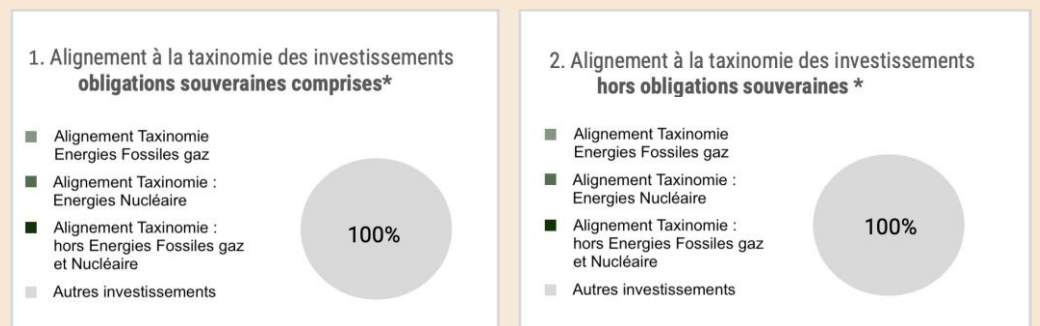 1. Alignement à la taxinomie des investissements
obligations souveraines comprises*
Alignement Taxinomie
Energies Fossiles gaz
Alignement Taxinomie :
Energies Nucléaire
Alignement Taxinomie :
hors Energies Fossiles gaz
et Nucléaire
Autres investissements
100%
2. Alignement à la taxinomie des investissements
hors obligations souveraines *
Alignement Taxinomie
Energies Fossiles gaz
Alignement Taxinomie :
Energies Nucléaire
Alignement Taxinomie :
hors Energies Fossiles gaz
et Nucléaire
Autres investissements
100%